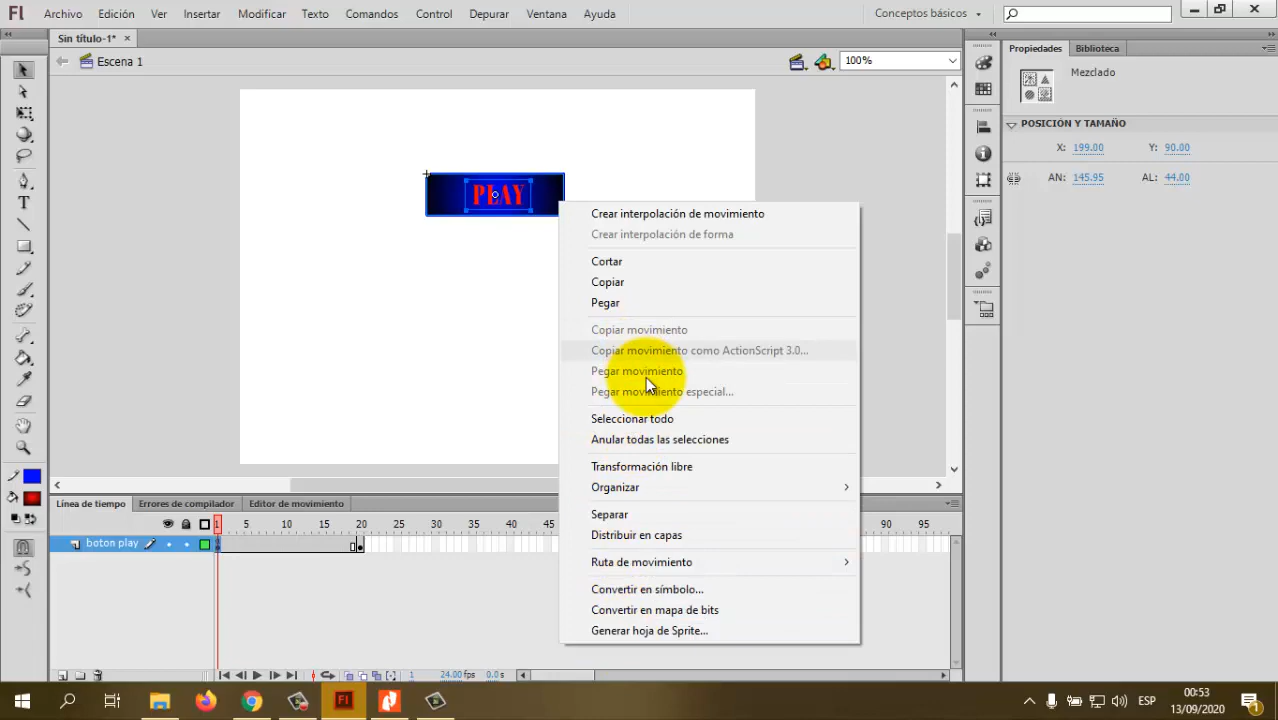 Fl Archivo Edición Ver Insertar Modificar Texto Comandos Control Depurar Ventana Ayuda Conceptos básicos
Sin título-1*
Escena 1
100%
Propiedades Biblioteca
Mezclado
POSICIÓN Y TAMAÑO
X: 199.00 Y: 90.00
AN: 145.95 AL: 44.00
PLAY
Crear interpolación de movimiento
Crear interpolación de forma
Cortar
Copiar
Pegar
Copiar movimiento
Copiar movimiento como ActionScript 3.0...
Pegar movimiento
Pegar movimiento especial...
Seleccionar todo
Anular todas las selecciones
Transformación libre
Organizar
Separar
Distribuir en capas
Ruta de movimiento
Convertir en símbolo...
Convertir en mapa de bits
Generar hoja de Sprite...
Línea de tiempo Errores de compilador Editor de movimiento
1 5 10 15 20 25 30 35 40 45 90 95
boton play
1 24.00 fps 0.0 s
Fl
ESP
00:53
13/09/2020
1